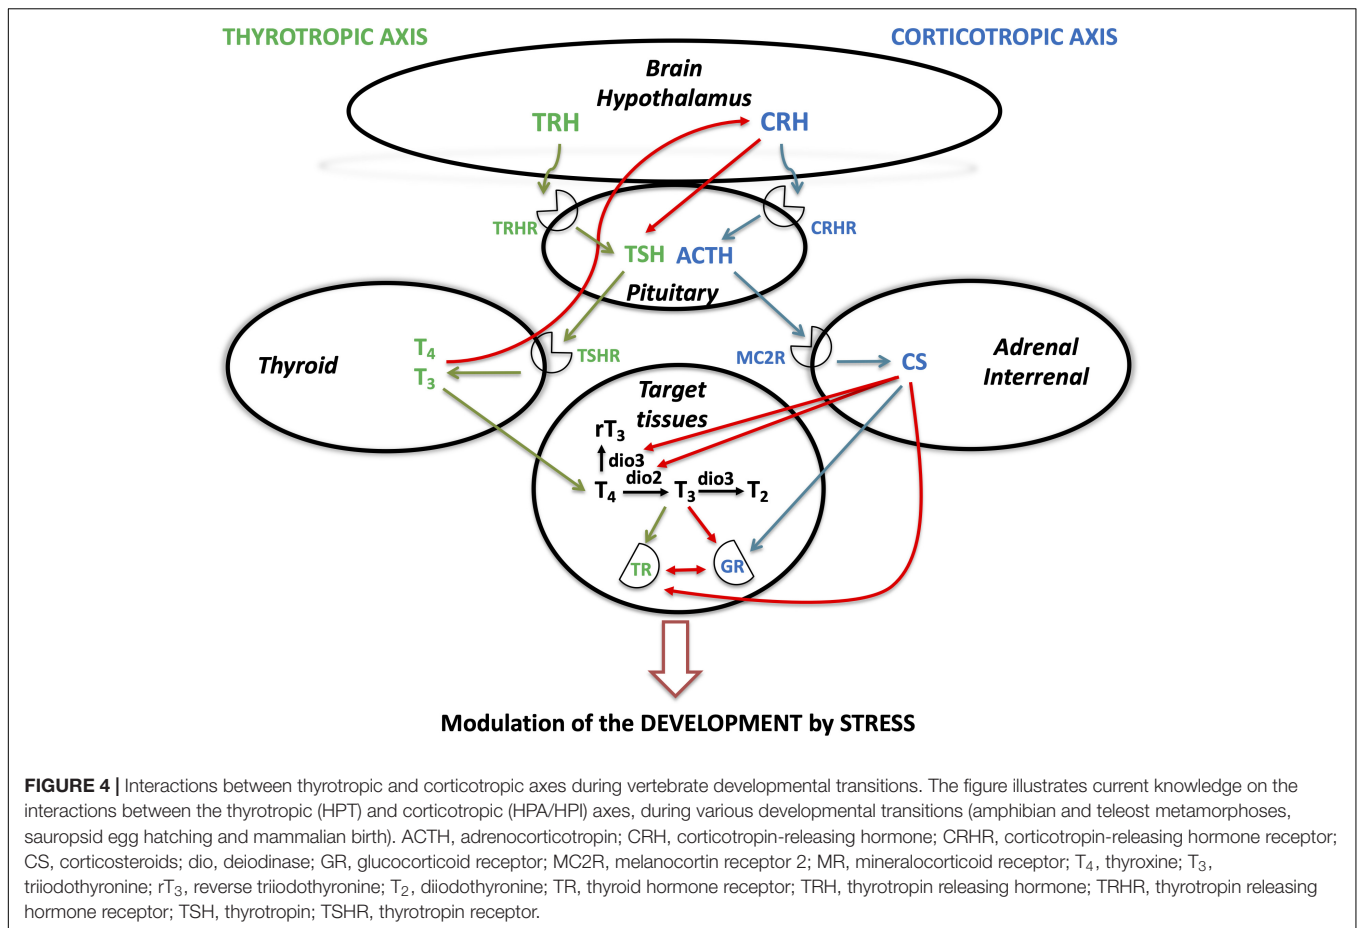 THYROTROPIC AXIS
CORTICOTROPIC AXIS
Brain
Hypothalamus
TRH
CRH
TRHR
CRHR
TSH
ACTH
Pituitary
Thyroid
T₄
T₃
TSHR
MC2R
CS
Adrenal
Interrenal
Target
tissues
rT₃
dio3
dio2
dio3
T₄
T₃
T₂
TR
GR
Modulation of the DEVELOPMENT by STRESS
FIGURE 4 | Interactions between thyrotropic and corticotropic axes during vertebrate developmental transitions. The figure illustrates current knowledge on the
interactions between the thyrotropic (HPT) and corticotropic (HPA/HPI) axes, during various developmental transitions (amphibian and teleost metamorphoses,
sauropsid egg hatching and mammalian birth). ACTH, adrenocorticotropin; CRH, corticotropin-releasing hormone; CRHR, corticotropin-releasing hormone receptor;
CS, corticosteroids; dio, deiodinase; GR, glucocorticoid receptor; MC2R, melanocortin receptor 2; MR, mineralocorticoid receptor; T₄, thyroxine; T₃,
triiodothyronine; rT₃, reverse triiodothyronine; T₂, diiodothyronine; TR, thyroid hormone receptor; TRH, thyrotropin releasing hormone; TRHR, thyrotropin releasing
hormone receptor; TSH, thyrotropin; TSHR, thyrotropin receptor.